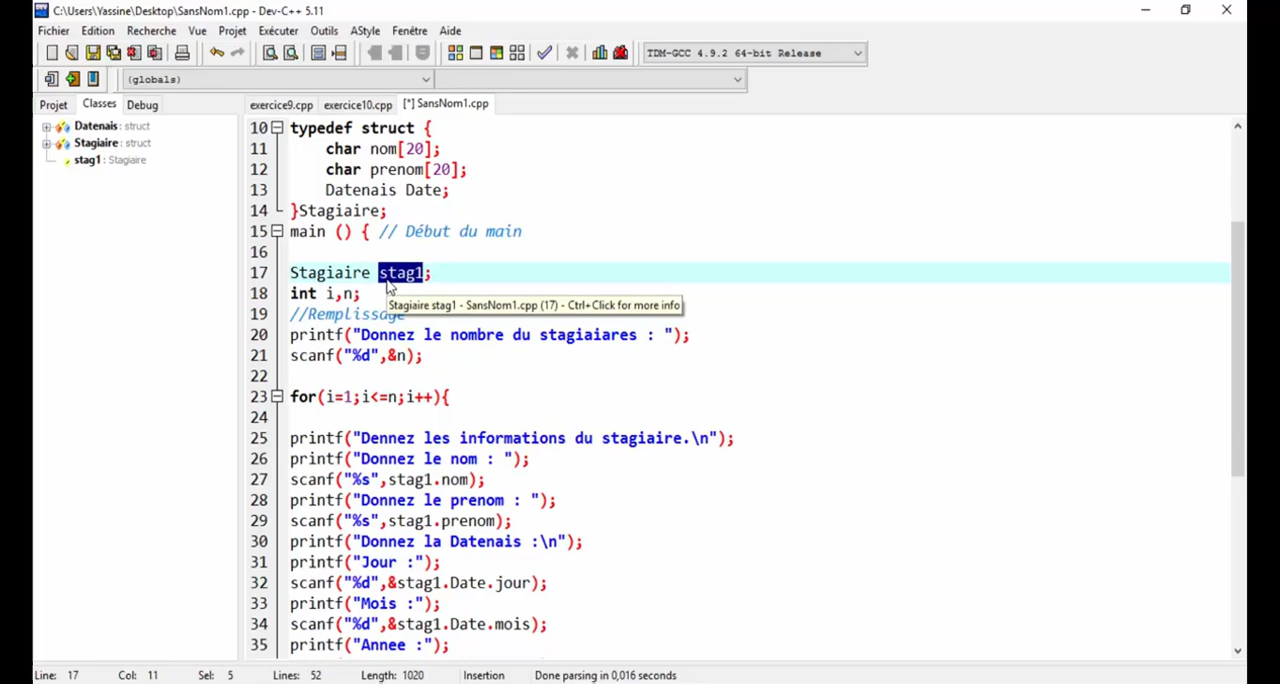 C:\Users\Yassine\Desktop\SansNom1.cpp - Dev-C++ 5.11
Fichier Edition Recherche Vue Projet Exécuter Outils AStyle Fenêtre Aide
TDM-GCC 4.9.2 64-bit Release
(globals)
Projet Classes Debug
exercice9.cpp exercice10.cpp [*] SansNom1.cpp
Datenais : struct
Stagiaire : struct
stag1 : Stagiaire
10 typedef struct {
11 char nom[20];
12 char prenom[20];
13 Datenais Date;
14 }Stagiaire;
15 main () { // Début du main
16
17 Stagiaire stag1;
18 int i,n;
Stagiaire stag1 - SansNom1.cpp (17) - Ctrl+Click for more info
19 //Remplissage
20 printf("Donnez le nombre du stagiaiares : ");
21 scanf("%d",&n);
22
23 for(i=1;i<=n;i++){
24
25 printf("Dennez les informations du stagiaire.\n");
26 printf("Donnez le nom : ");
27 scanf("%s",stag1.nom);
28 printf("Donnez le prenom : ");
29 scanf("%s",stag1.prenom);
30 printf("Donnez la Datenais :\n");
31 printf("Jour :");
32 scanf("%d",&stag1.Date.jour);
33 printf("Mois :");
34 scanf("%d",&stag1.Date.mois);
35 printf("Annee :");
Line: 17 Col: 11 Sel: 5 Lines: 52 Length: 1020 Insertion Done parsing in 0,016 seconds